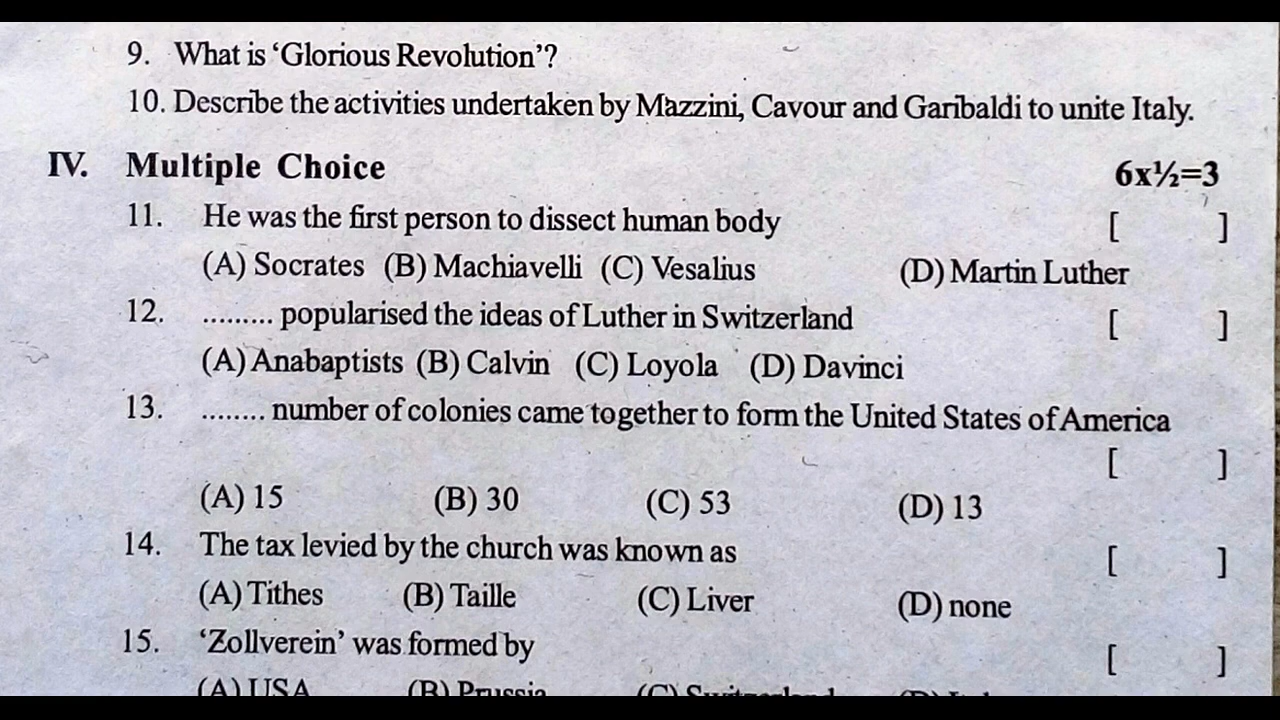 9. What is ‘Glorious Revolution’?
10. Describe the activities undertaken by Mazzini, Cavour and Garibaldi to unite Italy.
IV. Multiple Choice 6x½=3
11. He was the first person to dissect human body [ ]
(A) Socrates (B) Machiavelli (C) Vesalius (D) Martin Luther
12. ......... popularised the ideas of Luther in Switzerland [ ]
(A) Anabaptists (B) Calvin (C) Loyola (D) Davinci
13. ........ number of colonies came together to form the United States of America
[ ]
(A) 15 (B) 30 (C) 53 (D) 13
14. The tax levied by the church was known as [ ]
(A) Tithes (B) Taille (C) Liver (D) none
15. ‘Zollverein’ was formed by [ ]
(A) USA (B) Prussia (C) Switzerland (D)